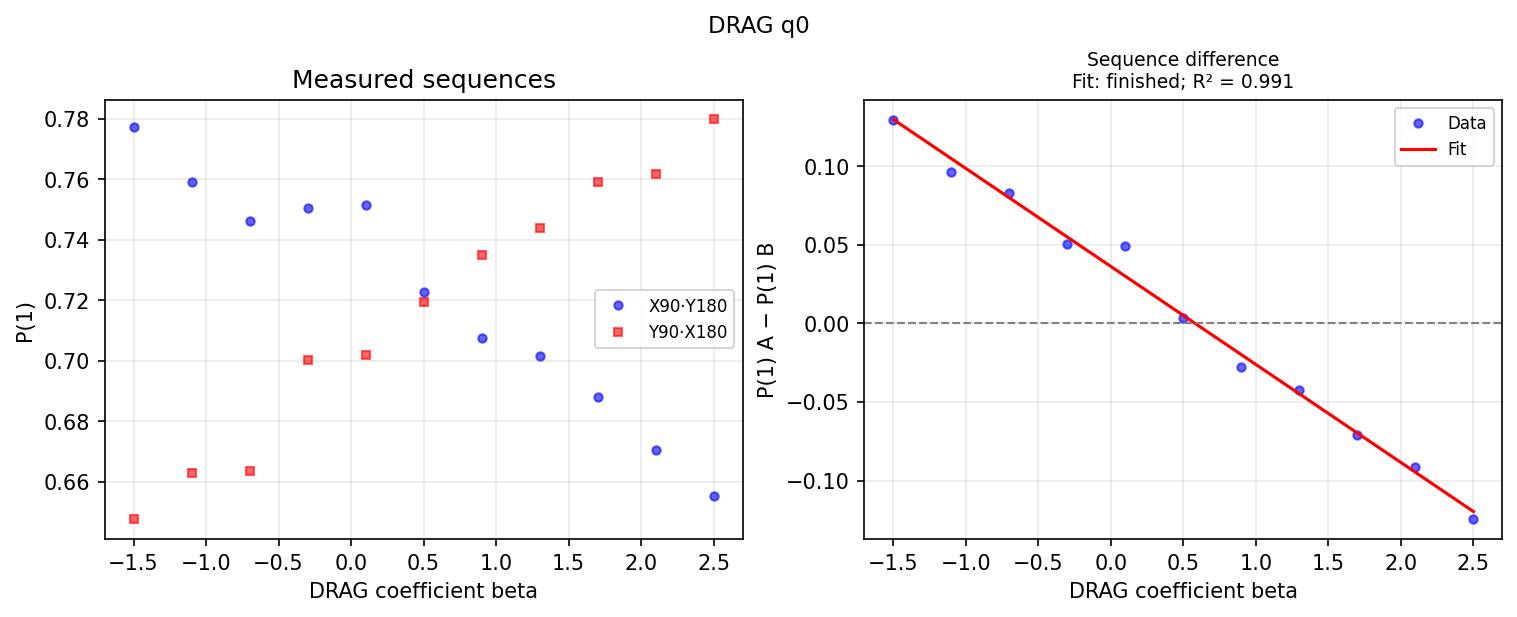 DRAG q0
Measured sequences
P(1)
0.78
0.76
0.74
0.72
0.70
0.68
0.66
X90·Y180
Y90·X180
−1.5 −1.0 −0.5 0.0 0.5 1.0 1.5 2.0 2.5
DRAG coefficient beta
Sequence difference
Fit: finished; R² = 0.991
P(1) A − P(1) B
0.10
0.05
0.00
−0.05
−0.10
Data
Fit
−1.5 −1.0 −0.5 0.0 0.5 1.0 1.5 2.0 2.5
DRAG coefficient beta